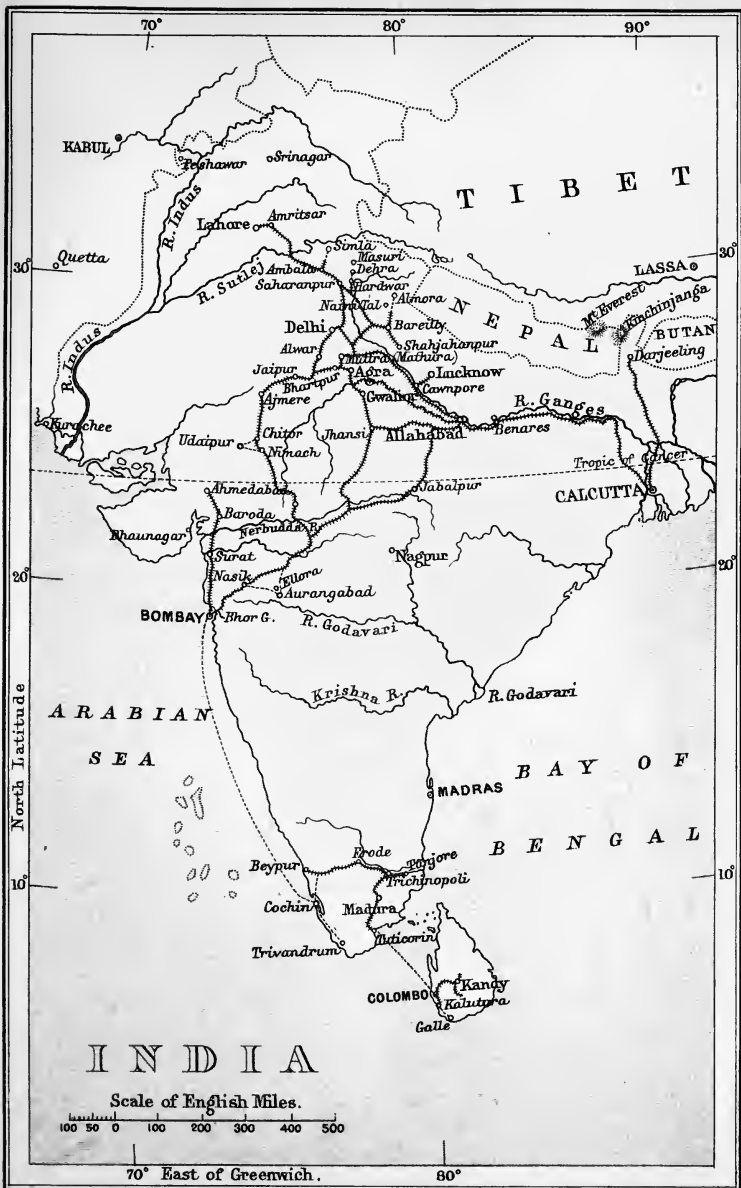 70° 80° 90°
KABUL
Peshawar
Srinagar
R. Indus
TIBET
Lahore
Amritsar
Quetta
30°
30°
Simla
Masuri
Dehra
LASSA
Umballa
Hardwar
R. Sutlej
Saharanpur
Naini Tal
Almora
NEPAL
Mt Everest
Kinchinjanga
BUTAN
R. Indus
Delhi
Bareilly
Shahjahanpur
Darjeeling
Alwar
Muttra (Mathura)
Jaipur
Bhartpur
Agra
Lucknow
Cawnpore
Ajmere
Gwalior
R. Ganges
Kurachee
Chitor
Jhansi
Allahabad
Benares
Udaipur
Nimach
Tropic of Cancer
Ahmedabad
Jabalpur
CALCUTTA
Baroda
Nerbudda R.
Bhaunagar
Surat
Nagpur
20°
20°
Nasik
Ellora
Aurangabad
BOMBAY
Bhor G.
R. Godavari
Krishna R.
R. Godavari
North Latitude
ARABIAN
SEA
MADRAS
BAY OF
BENGAL
Erode
Tanjore
Beypur
Trichinopoli
10°
10°
Cochin
Madura
Tuticorin
Trivandrum
Kandy
COLOMBO
Kalutara
Galle
INDIA
Scale of English Miles.
100 50 0 100 200 300 400 500
70° East of Greenwich. 80°